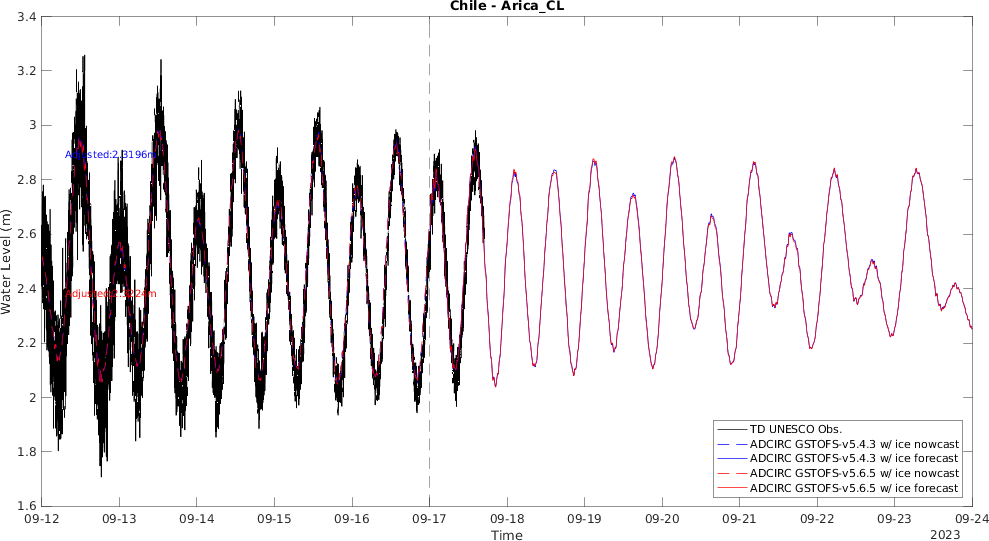 Chile - Arica_CL
3.4
3.2
3
2.8
2.6
2.4
2.2
2
1.8
1.6
Water Level (m)
Adjusted:2.3196m
m
TD UNESCO Obs.
ADCIRC GSTOFS-v5.4.3 w/ ice nowcast
ADCIRC GSTOFS-v5.4.3 w/ ice forecast
ADCIRC GSTOFS-v5.6.5 w/ ice nowcast
ADCIRC GSTOFS-v5.6.5 w/ ice forecast
09-12 09-13 09-14 09-15 09-16 09-17 09-18 09-19 09-20 09-21 09-22 09-23 09-24
Time
2023